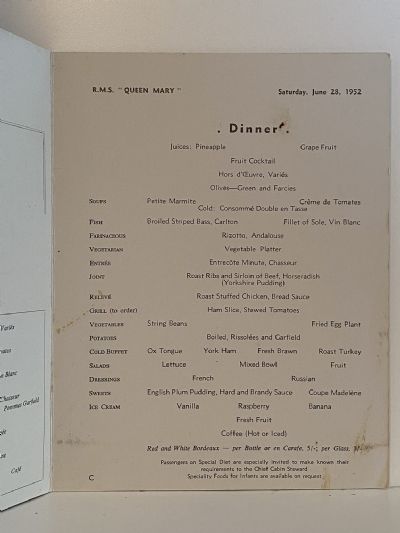 R.M.S. "QUEEN MARY" Saturday, June 28, 1952
. Dinner .
Juices: Pineapple Grape Fruit
Fruit Cocktail
Hors d'Œuvre, Variés
Olives—Green and Farcies
SOUPS Petite Marmite Crême de Tomates
Cold: Consommé Double en Tasse
FISH Broiled Striped Bass, Carlton Fillet of Sole, Vin Blanc
FARINACEOUS Rizotto, Andalouse
VEGETARIAN Vegetable Platter
ENTRÉE Entrecôte Minute, Chasseur
JOINT Roast Ribs and Sirloin of Beef, Horseradish
(Yorkshire Pudding)
RELEVÉ Roast Stuffed Chicken, Bread Sauce
GRILL (to order) Ham Slice, Stewed Tomatoes
VEGETABLES String Beans Fried Egg Plant
POTATOES Boiled, Rissolées and Garfield
COLD BUFFET Ox Tongue York Ham Fresh Brawn Roast Turkey
SALADS Lettuce Mixed Bowl Fruit
DRESSINGS French Russian
SWEETS English Plum Pudding, Hard and Brandy Sauce Coupe Madelène
ICE CREAM Vanilla Raspberry Banana
Fresh Fruit
Coffee (Hot or Iced)
Red and White Bordeaux — per Bottle or en Carafe, 5/-; per Glass,
Passengers on Special Diet are especially invited to make known their
requirements to the Chief Cabin Steward
Speciality Foods for Infants are available on request
C
Variés
Blanc
Chasseur
Pommes Garfield
Café